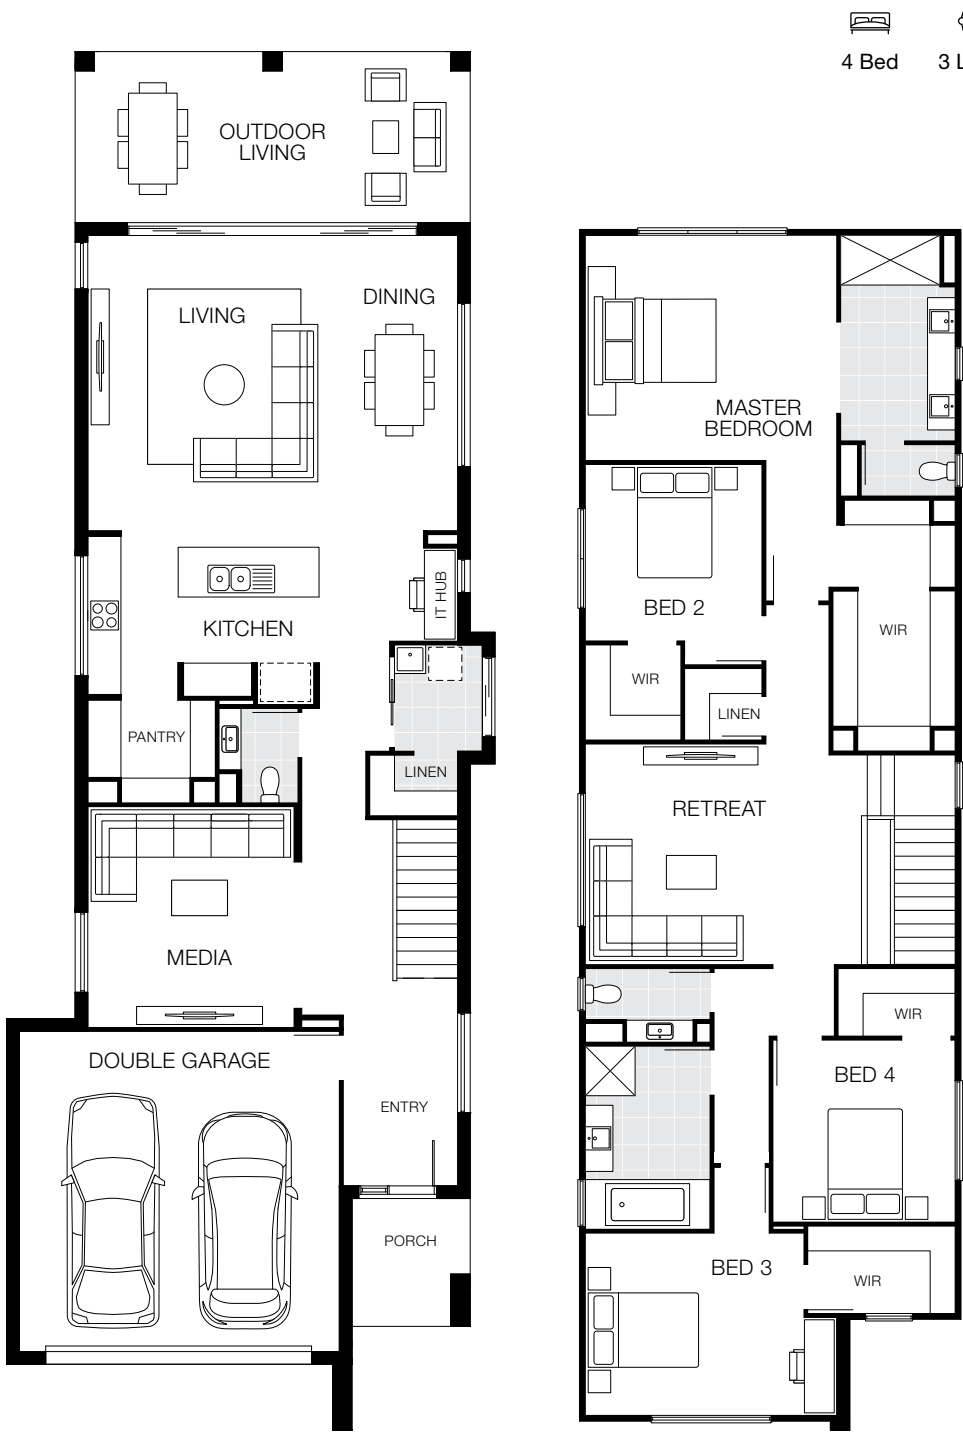 4 Bed
3 L
OUTDOOR
LIVING
LIVING
DINING
IT HUB
KITCHEN
PANTRY
LINEN
MEDIA
DOUBLE GARAGE
ENTRY
PORCH
MASTER
BEDROOM
BED 2
WIR
WIR
LINEN
RETREAT
WIR
BED 4
BED 3
WIR